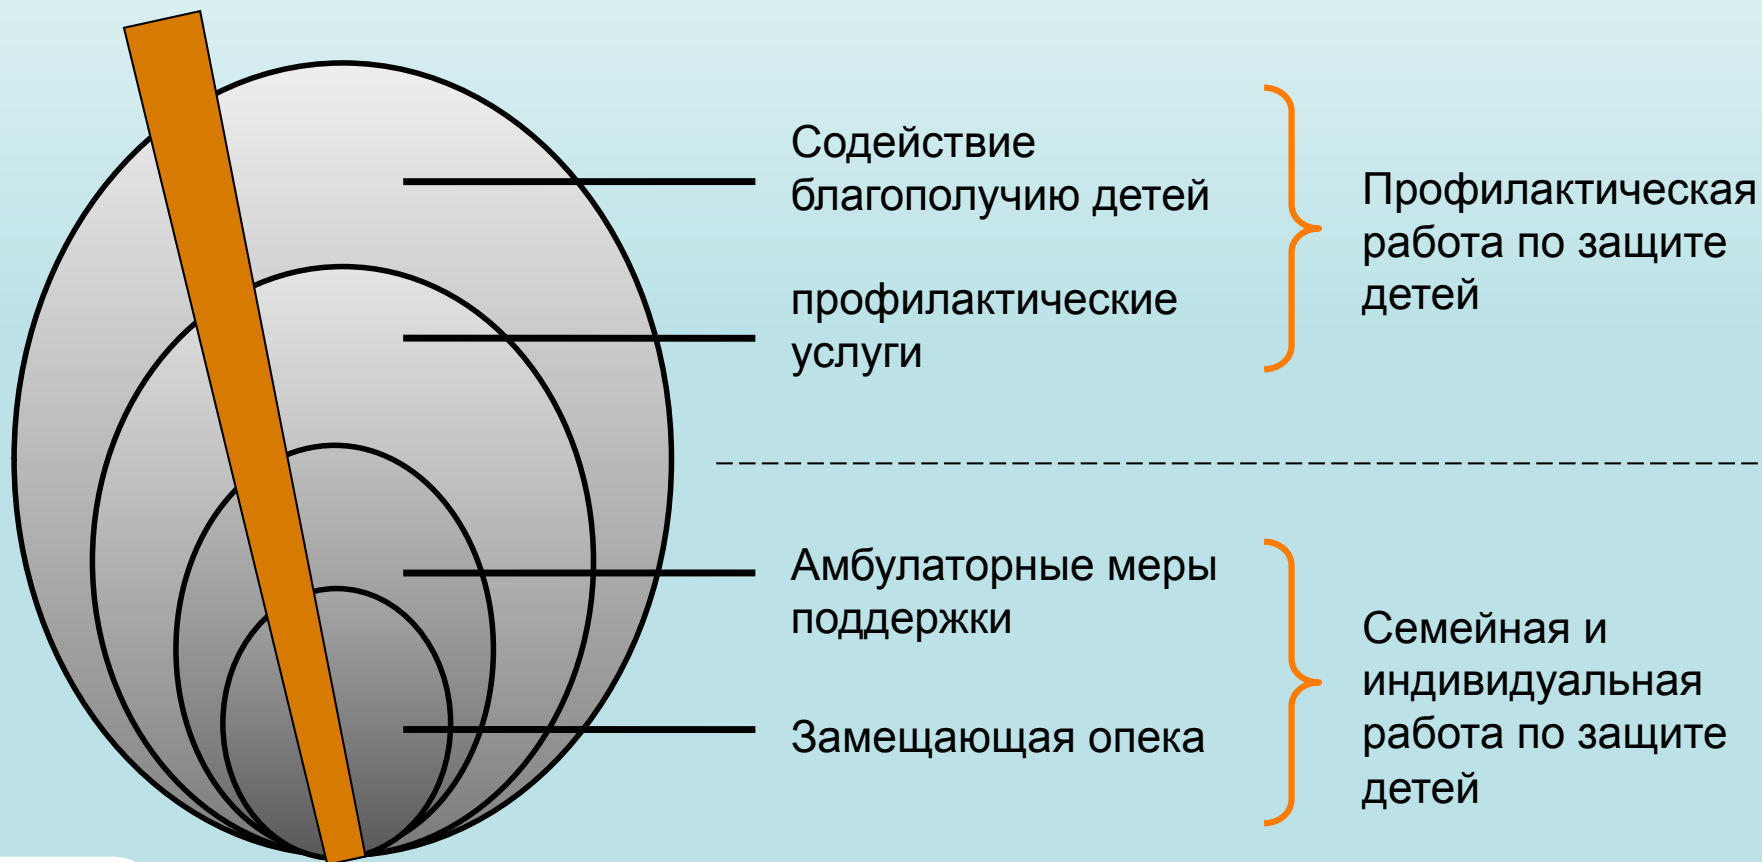 Содействие
благополучию детей
профилактические
услуги
Профилактическая
работа по защите
детей
Амбулаторные меры
поддержки
Замещающая опека
Семейная и
индивидуальная
работа по защите
детей